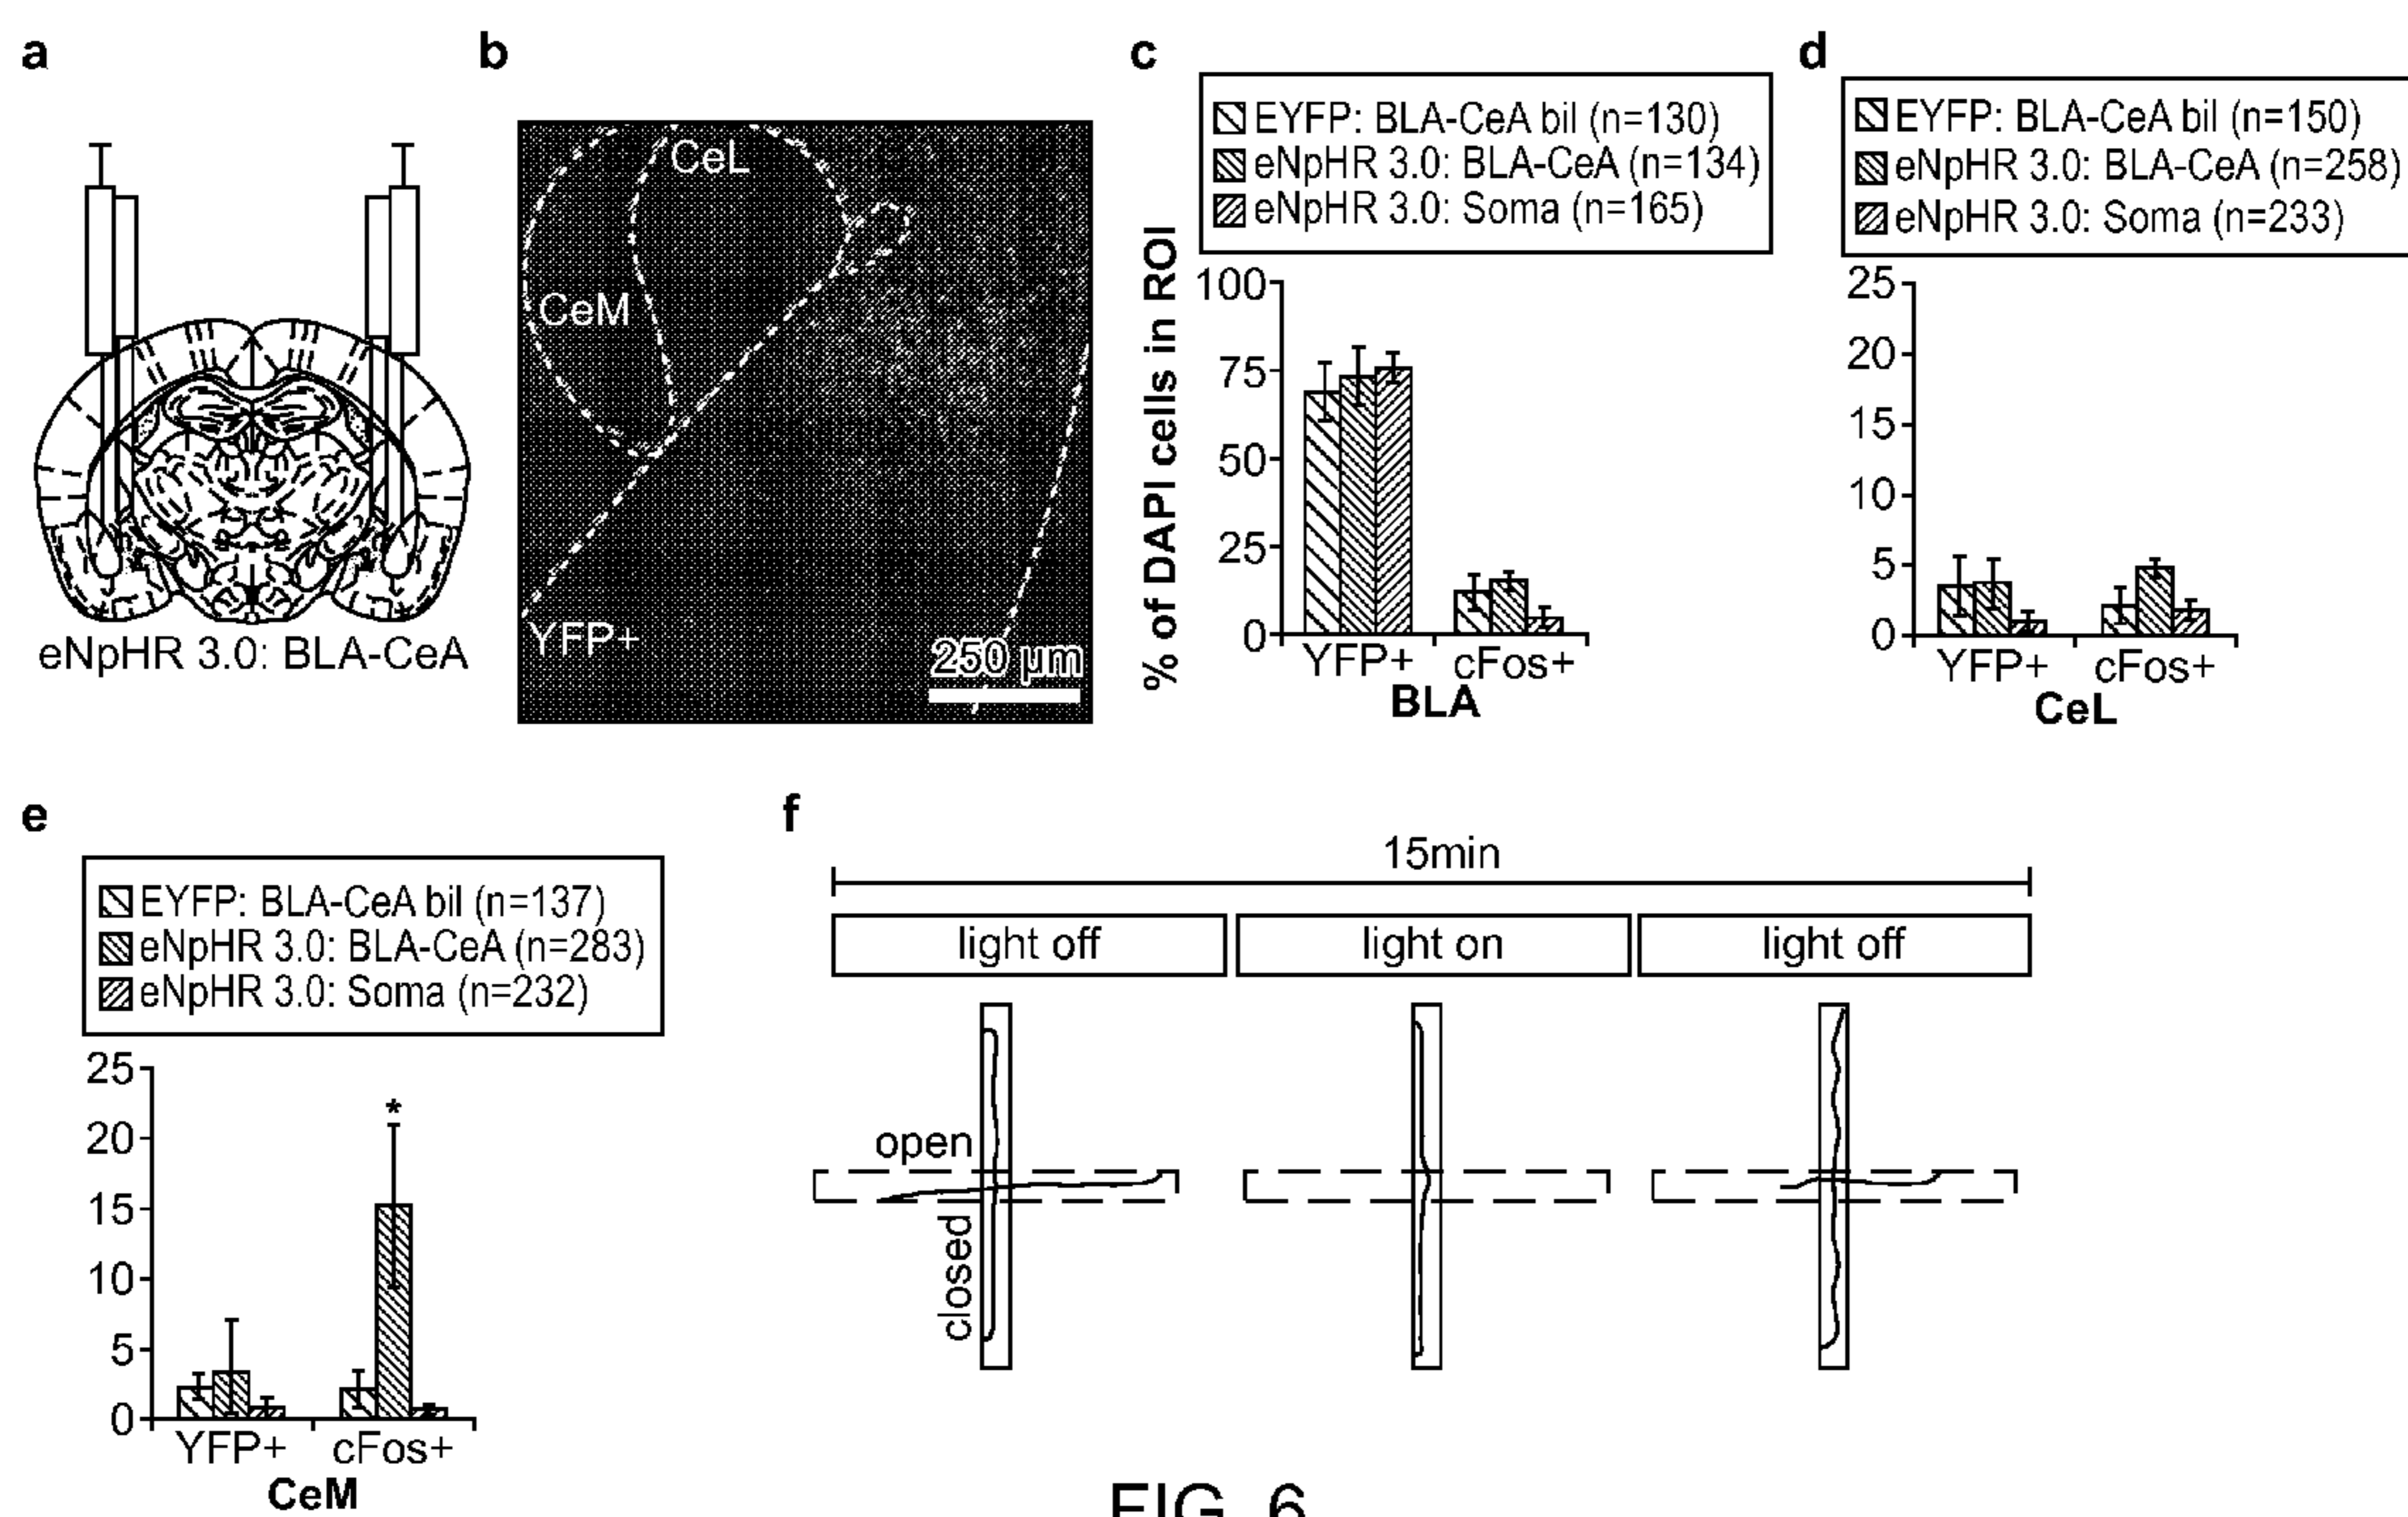 a
eNpHR 3.0: BLA-CeA
b
CeL
CeM
YFP+
250 µm
c
EYFP: BLA-CeA bil (n=130)
eNpHR 3.0: BLA-CeA (n=134)
eNpHR 3.0: Soma (n=165)
% of DAPI cells in ROI
100
75
50
25
0
YFP+ cFos+
BLA
d
EYFP: BLA-CeA bil (n=150)
eNpHR 3.0: BLA-CeA (n=258)
eNpHR 3.0: Soma (n=233)
25
20
15
10
5
0
YFP+ cFos+
CeL
e
EYFP: BLA-CeA bil (n=137)
eNpHR 3.0: BLA-CeA (n=283)
eNpHR 3.0: Soma (n=232)
25
20
15
10
5
0
*
YFP+ cFos+
CeM
f
15min
light off light on light off
open
closed
FIG. 6